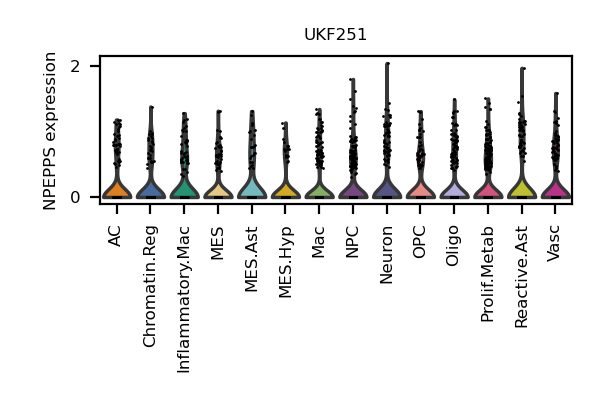 UKF251
NPEPPS expression
2
0
AC
Chromatin.Reg
Inflammatory.Mac
MES
MES.Ast
MES.Hyp
Mac
NPC
Neuron
OPC
Oligo
Prolif.Metab
Reactive.Ast
Vasc